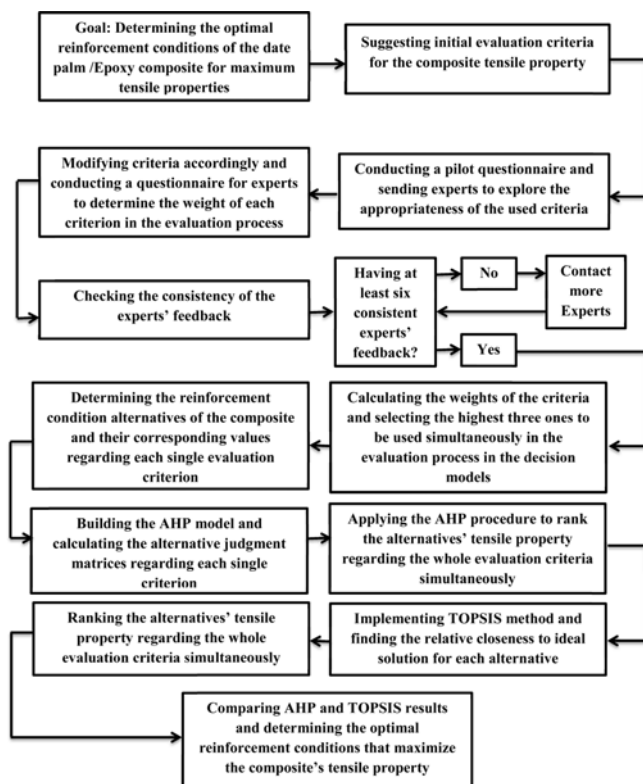 Goal: Determining the optimal
reinforcement conditions of the date
palm /Epoxy composite for maximum
tensile properties
Suggesting initial evaluation criteria
for the composite tensile property
Conducting a pilot questionnaire and
sending experts to explore the
appropriateness of the used criteria
Modifying criteria accordingly and
conducting a questionnaire for experts
to determine the weight of each
criterion in the evaluation process
Checking the consistency of the
experts' feedback
Having at
least six
consistent
experts'
feedback?
No
Contact
more
Experts
Yes
Calculating the weights of the criteria
and selecting the highest three ones to
be used simultaneously in the
evaluation process in the decision
models
Determining the reinforcement
condition alternatives of the composite
and their corresponding values
regarding each single evaluation
criterion
Building the AHP model and
calculating the alternative judgment
matrices regarding each single
criterion
Applying the AHP procedure to rank
the alternatives' tensile property
regarding the whole evaluation criteria
simultaneously
Implementing TOPSIS method and
finding the relative closeness to ideal
solution for each alternative
Ranking the alternatives' tensile
property regarding the whole
evaluation criteria simultaneously
Comparing AHP and TOPSIS results
and determining the optimal
reinforcement conditions that maximize
the composite's tensile property